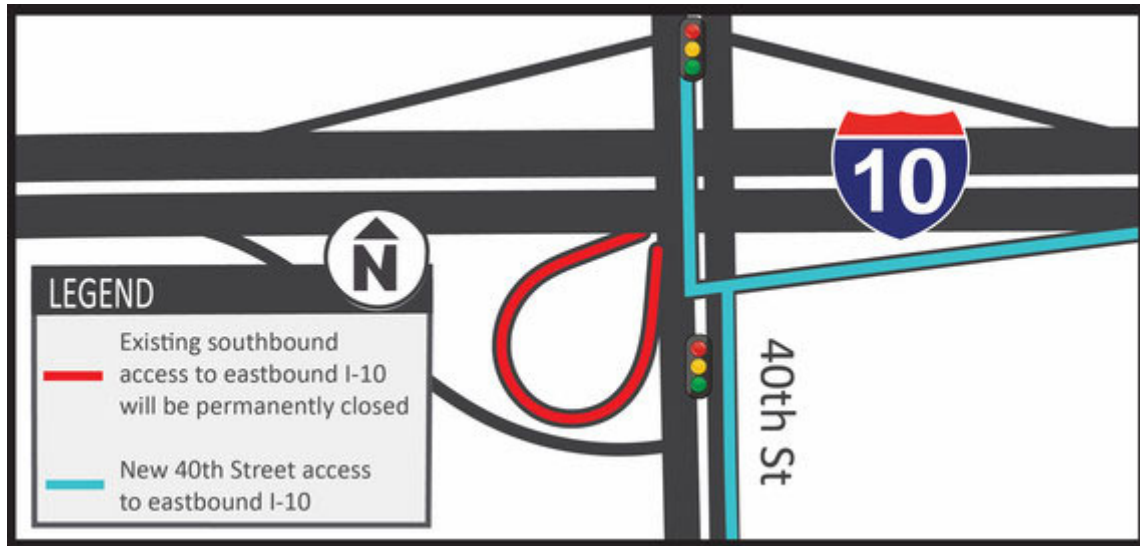 10
N
LEGEND
Existing southbound
access to eastbound I-10
will be permanently closed
New 40th Street access
to eastbound I-10
40th St